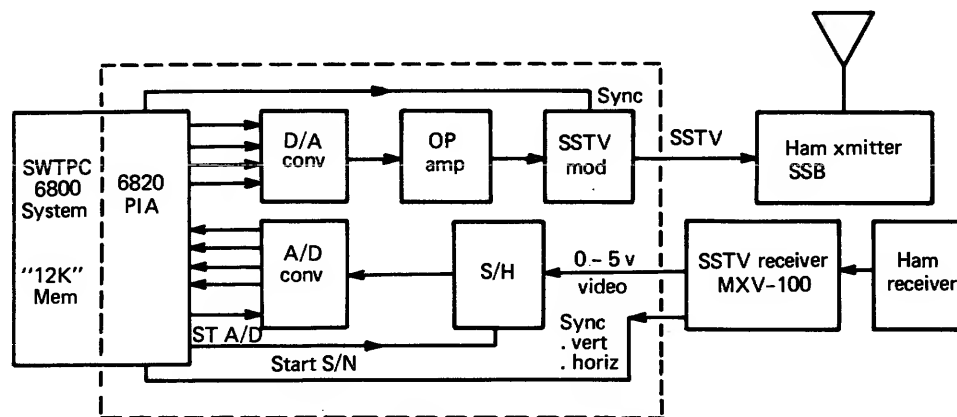 Sync
SWTPC
6800
System
"12K"
Mem
6820
PIA
D/A
conv
OP
amp
SSTV
mod
SSTV
Ham xmitter
SSB
A/D
conv
S/H
0-5 v
video
SSTV receiver
MXV-100
Ham
receiver
ST A/D
Start S/N
Sync
. vert
. horiz